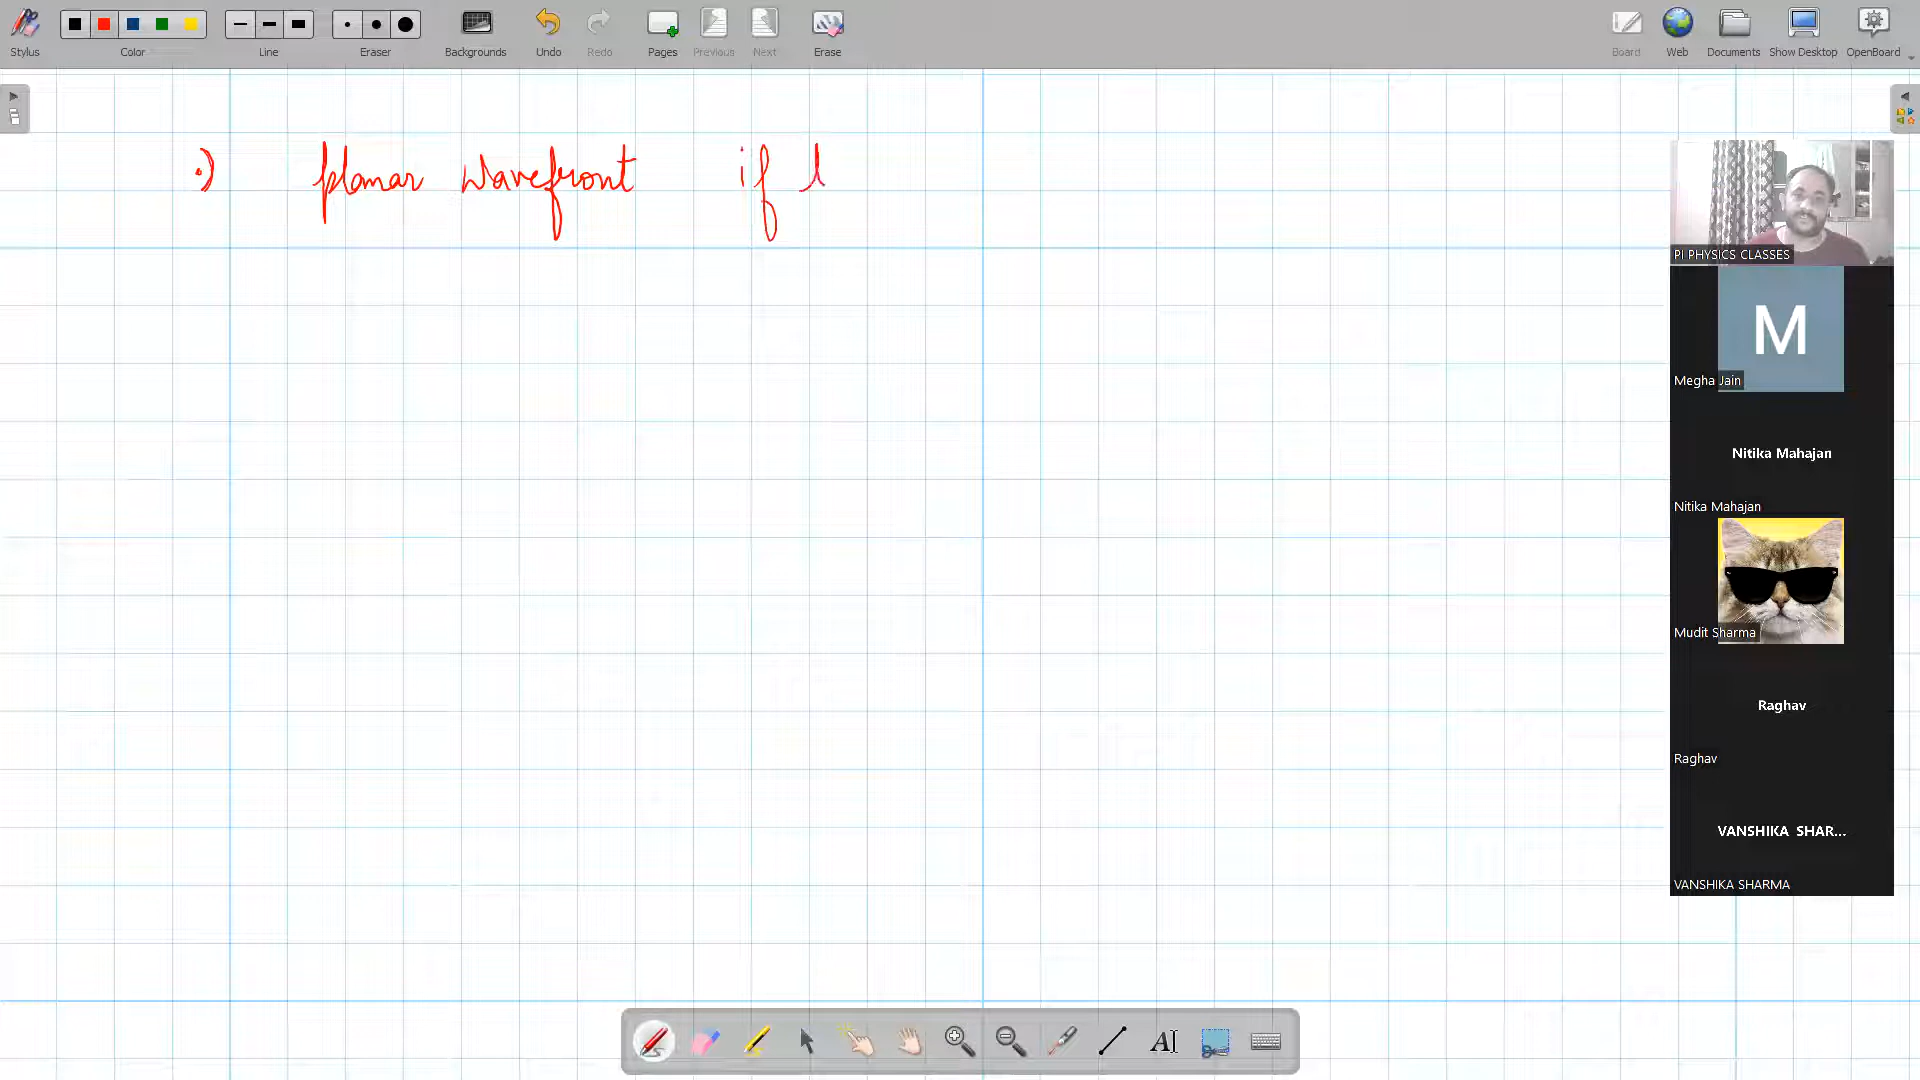 Stylus
Color
Line
Eraser
Backgrounds
Undo
Redo
Pages
Previous
Next
Erase
Board
Web
Documents
Show Desktop
OpenBoard
•) planar wavefront if l
PI PHYSICS CLASSES
M
Megha Jain
Nitika Mahajan
Nitika Mahajan
Mudit Sharma
Raghav
Raghav
VANSHIKA SHAR...
VANSHIKA SHARMA
AI